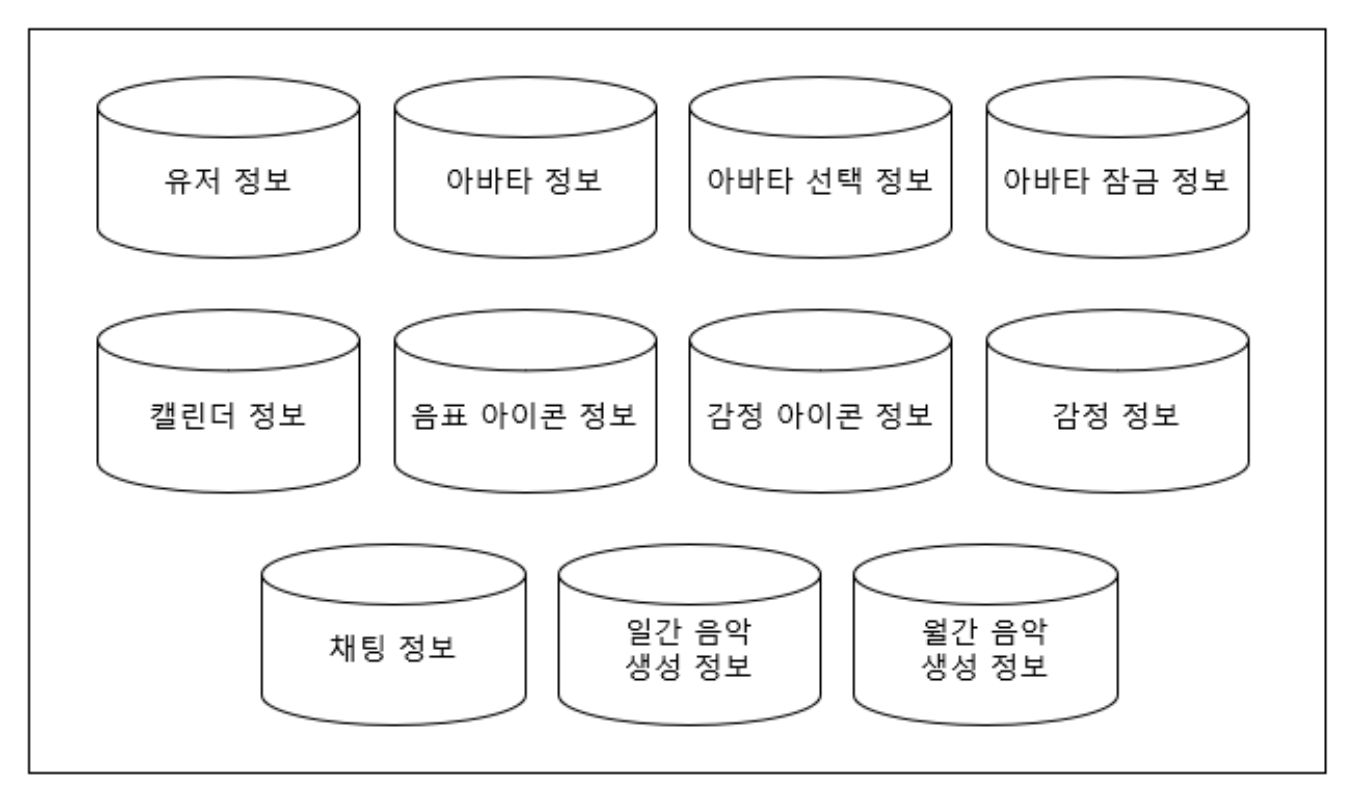 유저 정보
아바타 정보
아바타 선택 정보
아바타 잠금 정보
캘린더 정보
음표 아이콘 정보
감정 아이콘 정보
감정 정보
채팅 정보
일간 음악
생성 정보
월간 음악
생성 정보